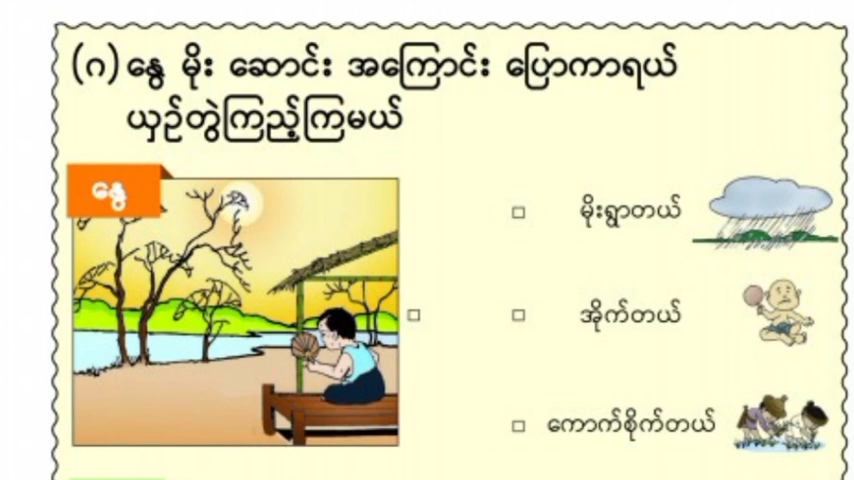 (ဂ) နွေ မိုး ဆောင်း အကြောင်း ပြောကာရယ်
ယှဉ်တွဲကြည့်ကြမယ်
နွေ
မိုးရွာတယ်
အိုက်တယ်
ကောက်စိုက်တယ်